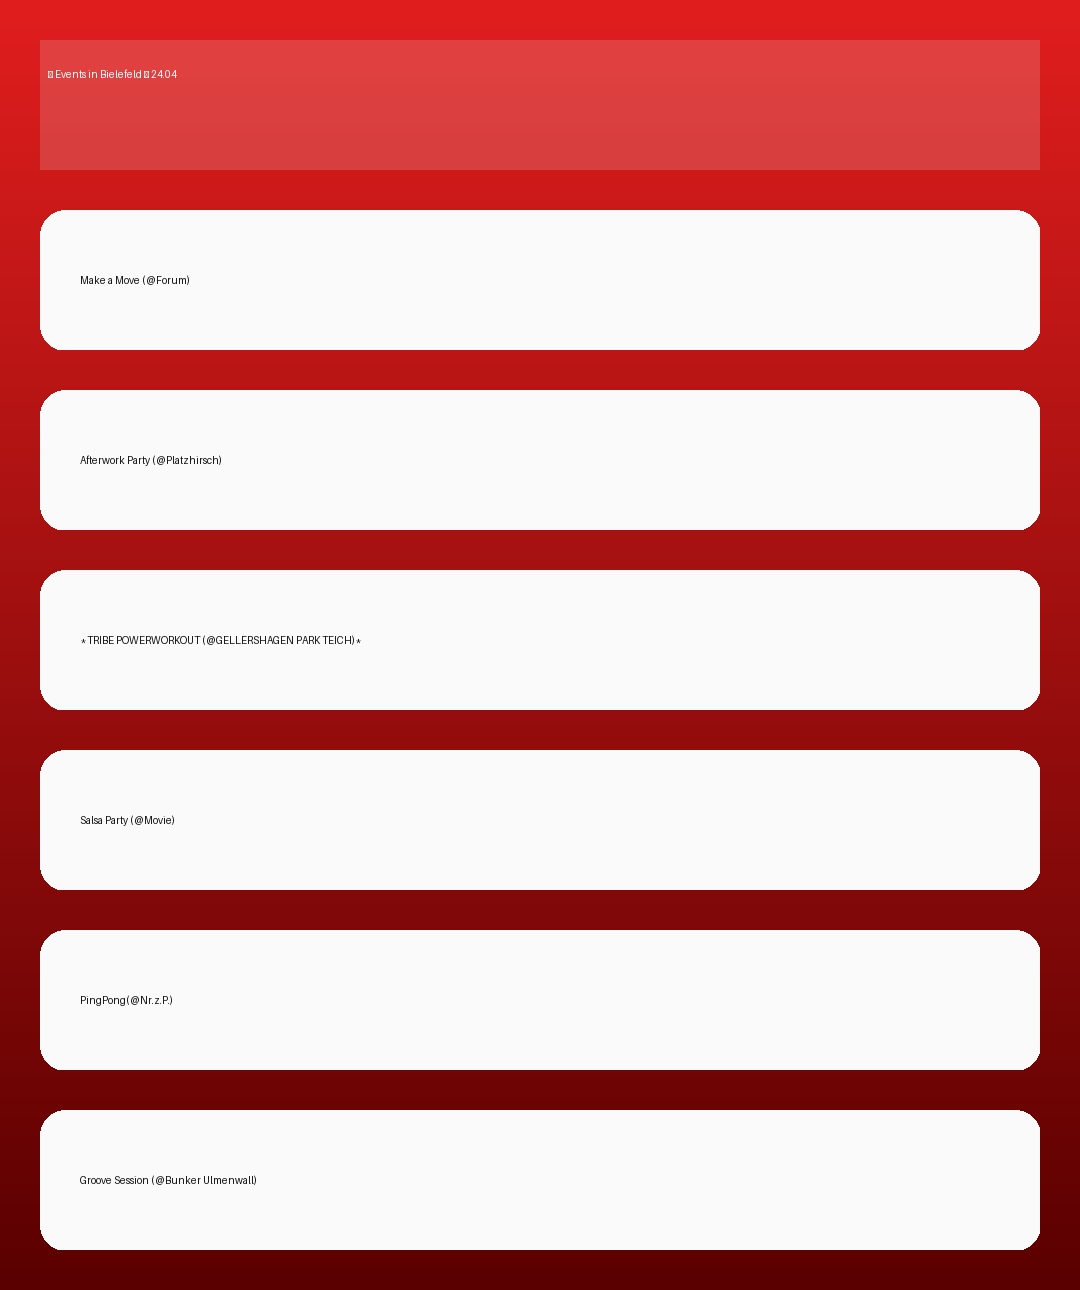 Events in Bielefeld 24.04
Make a Move (@Forum)
Afterwork Party (@Platzhirsch)
* TRIBE POWERWORKOUT (@GELLERSHAGEN PARK TEICH) *
Salsa Party (@Movie)
PingPong(@Nr.z.P.)
Groove Session (@Bunker Ulmenwall)